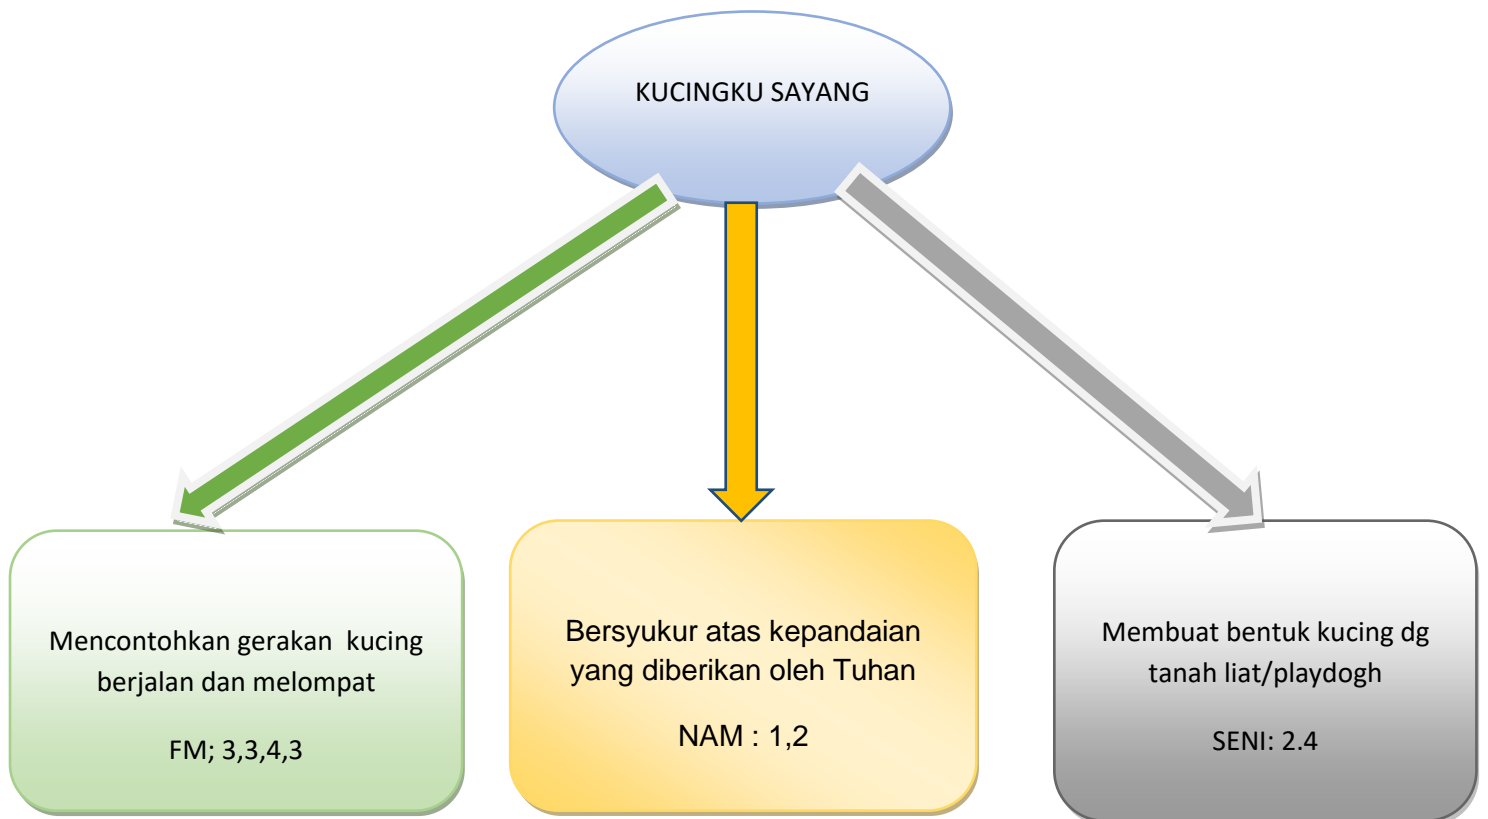 KUCINGKU SAYANG
Mencontohkan gerakan  kucing
berjalan dan melompat
FM; 3,3,4,3
Bersyukur atas kepandaian
yang diberikan oleh Tuhan
NAM : 1,2
Membuat bentuk kucing dg
tanah liat/playdogh
SENI: 2.4